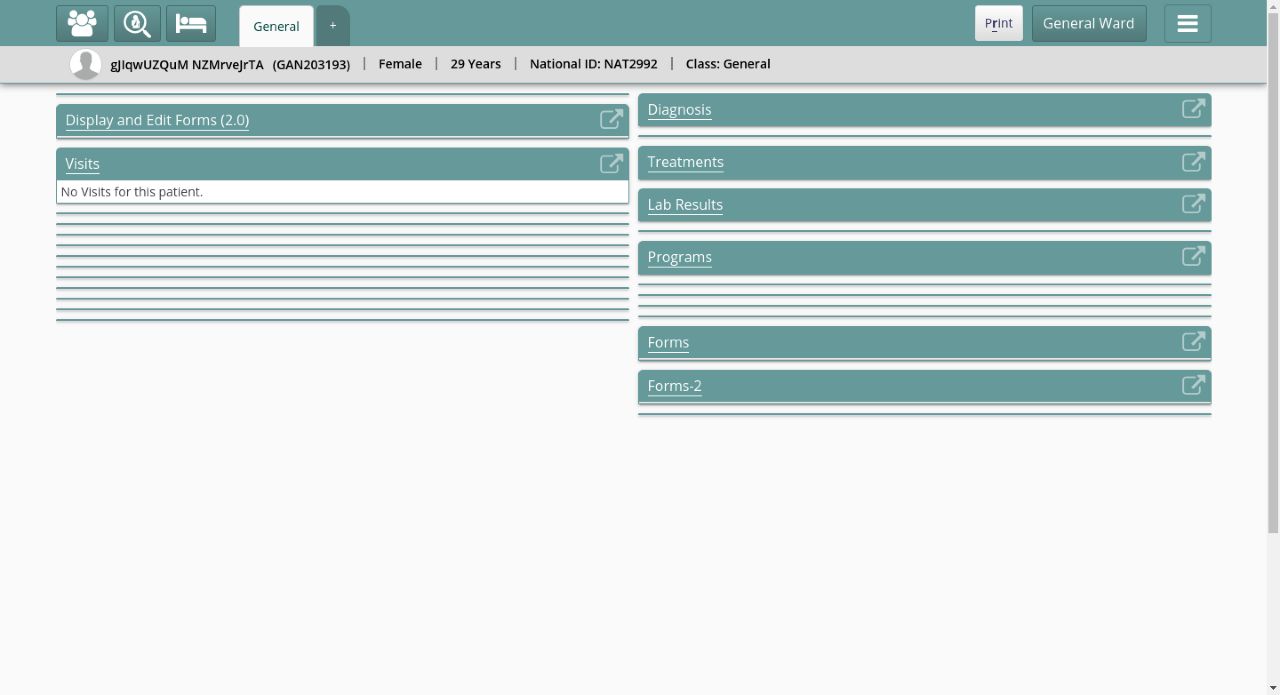 General
+
Print
General Ward
gJIqwUZQuM NZMrveJrTA (GAN203193) | Female | 29 Years | National ID: NAT2992 | Class: General
Display and Edit Forms (2.0)
Visits
No Visits for this patient.
Diagnosis
Treatments
Lab Results
Programs
Forms
Forms-2